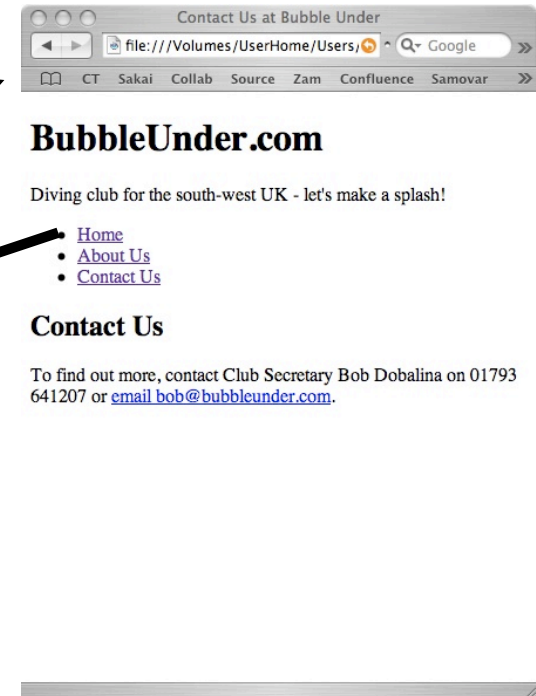 Contact Us at Bubble Under
file:///Volumes/UserHome/Users/ Q Google »
CT Sakai Collab Source Zam Confluence Samovar »
BubbleUnder.com
Diving club for the south-west UK - let's make a splash!
• Home
• About Us
• Contact Us
Contact Us
To find out more, contact Club Secretary Bob Dobalina on 01793
641207 or email bob@bubbleunder.com.